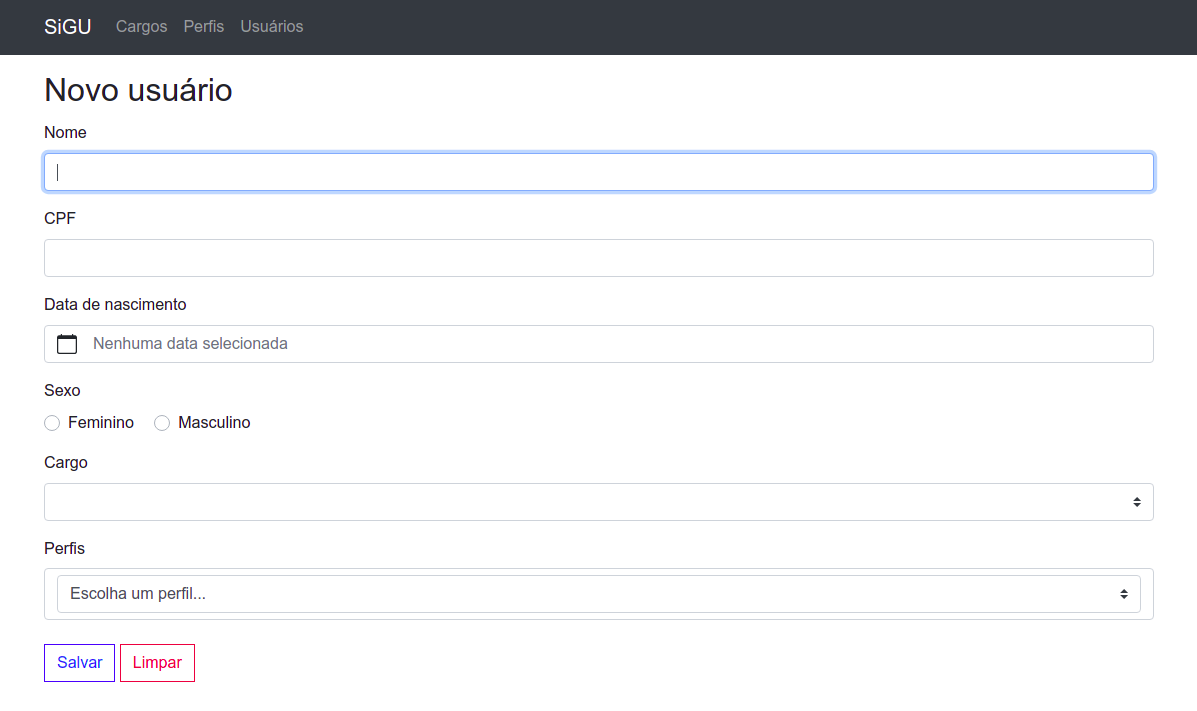 SiGU Cargos Perfis Usuários
Novo usuário
Nome
CPF
Data de nascimento
Nenhuma data selecionada
Sexo
Feminino Masculino
Cargo
Perfis
Escolha um perfil...
Salvar Limpar